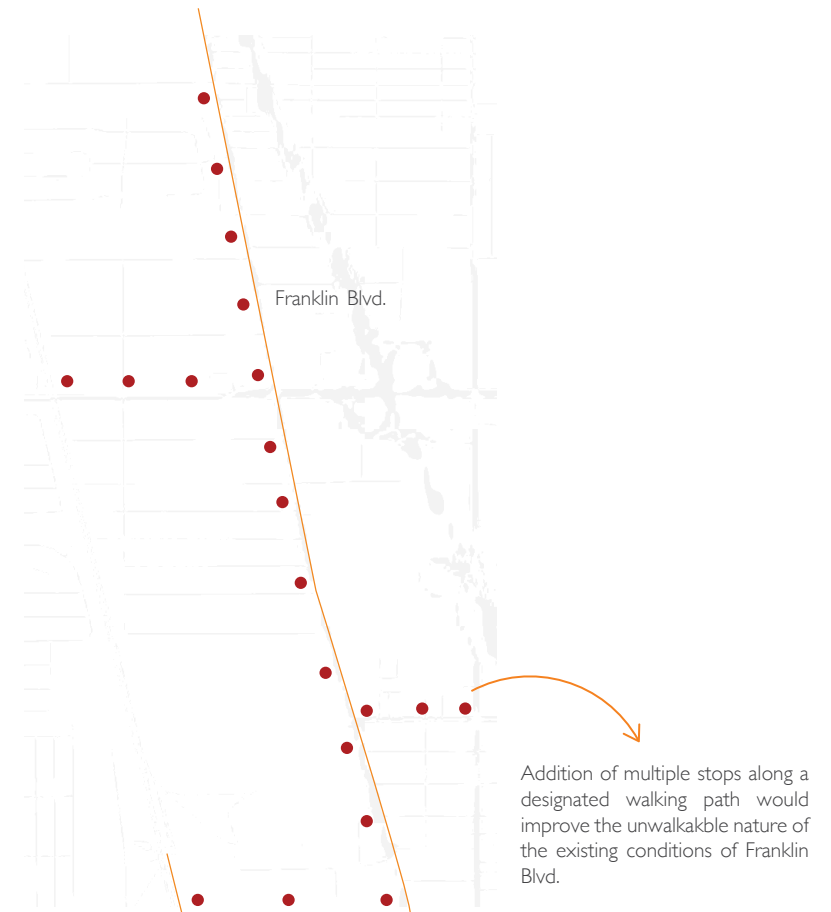 Franklin Blvd.
Addition of multiple stops along a
designated walking path would
improve the unwalkakble nature of
the existing conditions of Franklin
Blvd.